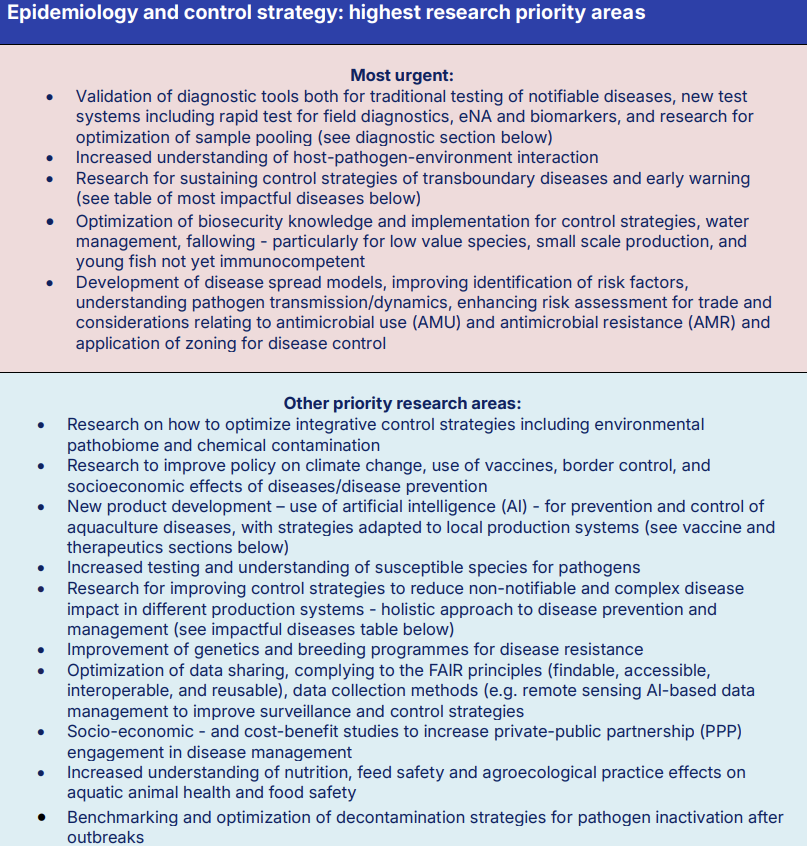 Epidemiology and control strategy: highest research priority areas
Most urgent:
• Validation of diagnostic tools both for traditional testing of notifiable diseases, new test
systems including rapid test for field diagnostics, eNA and biomarkers, and research for
optimization of sample pooling (see diagnostic section below)
• Increased understanding of host-pathogen-environment interaction
• Research for sustaining control strategies of transboundary diseases and early warning
(see table of most impactful diseases below)
• Optimization of biosecurity knowledge and implementation for control strategies, water
management, fallowing - particularly for low value species, small scale production, and
young fish not yet immunocompetent
• Development of disease spread models, improving identification of risk factors,
understanding pathogen transmission/dynamics, enhancing risk assessment for trade and
considerations relating to antimicrobial use (AMU) and antimicrobial resistance (AMR) and
application of zoning for disease control
Other priority research areas:
• Research on how to optimize integrative control strategies including environmental
pathobiome and chemical contamination
• Research to improve policy on climate change, use of vaccines, border control, and
socioeconomic effects of diseases/disease prevention
• New product development – use of artificial intelligence (AI) - for prevention and control of
aquaculture diseases, with strategies adapted to local production systems (see vaccine and
therapeutics sections below)
• Increased testing and understanding of susceptible species for pathogens
• Research for improving control strategies to reduce non-notifiable and complex disease
impact in different production systems - holistic approach to disease prevention and
management (see impactful diseases table below)
• Improvement of genetics and breeding programmes for disease resistance
• Optimization of data sharing, complying to the FAIR principles (findable, accessible,
interoperable, and reusable), data collection methods (e.g. remote sensing AI-based data
management to improve surveillance and control strategies
• Socio-economic - and cost-benefit studies to increase private-public partnership (PPP)
engagement in disease management
• Increased understanding of nutrition, feed safety and agroecological practice effects on
aquatic animal health and food safety
• Benchmarking and optimization of decontamination strategies for pathogen inactivation after
outbreaks